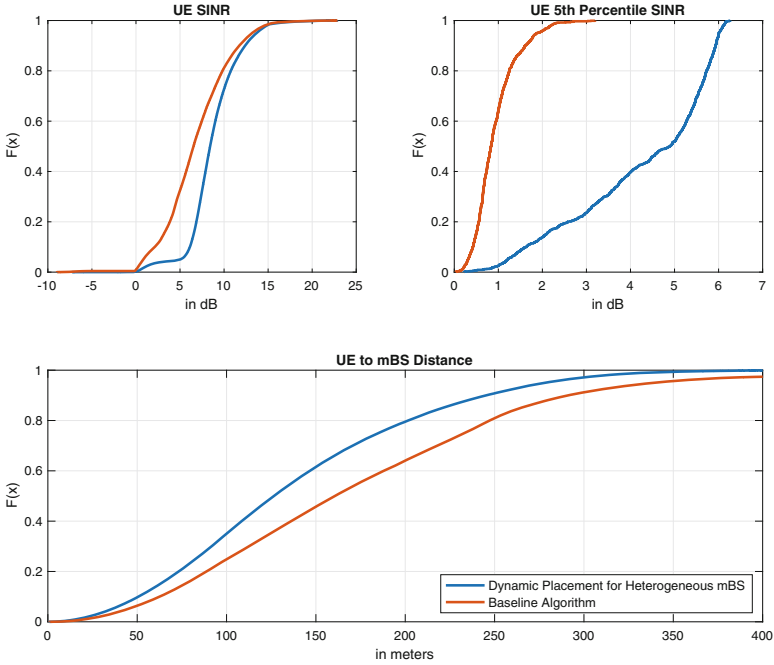 UE SINR
F(x)
1
0.8
0.6
0.4
0.2
0
-10 -5 0 5 10 15 20 25
in dB
UE 5th Percentile SINR
F(x)
1
0.8
0.6
0.4
0.2
0
0 1 2 3 4 5 6 7
in dB
UE to mBS Distance
F(x)
1
0.8
0.6
0.4
0.2
0
0 50 100 150 200 250 300 350 400
in meters
Dynamic Placement for Heterogeneous mBS
Baseline Algorithm